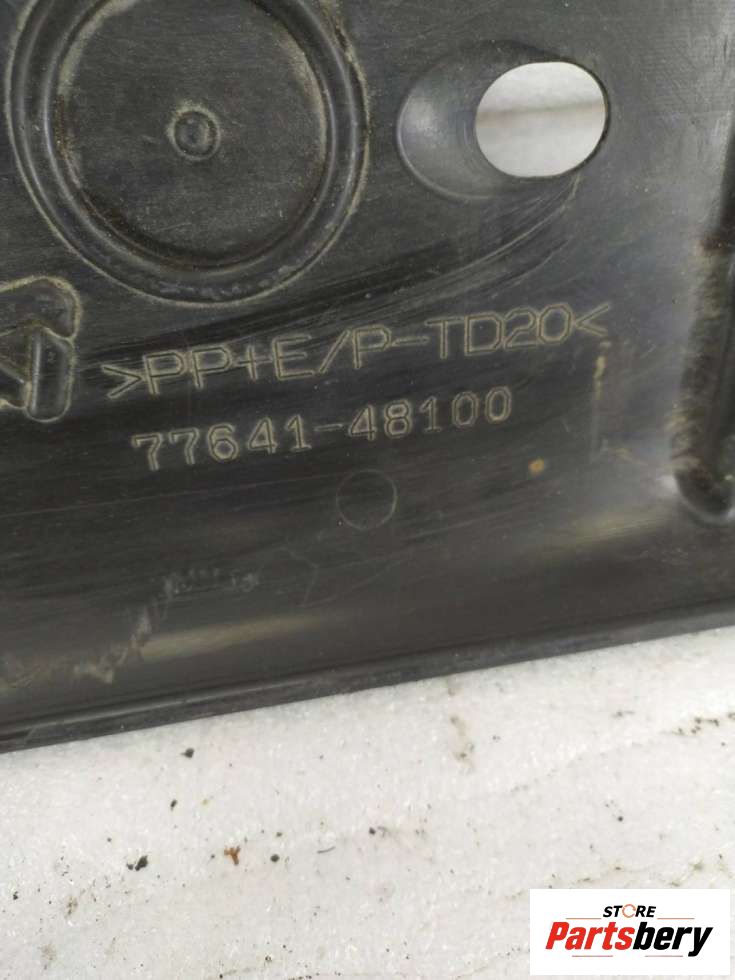 >PP+E/P-TD20<
77641-48100
STORE
Partsbery